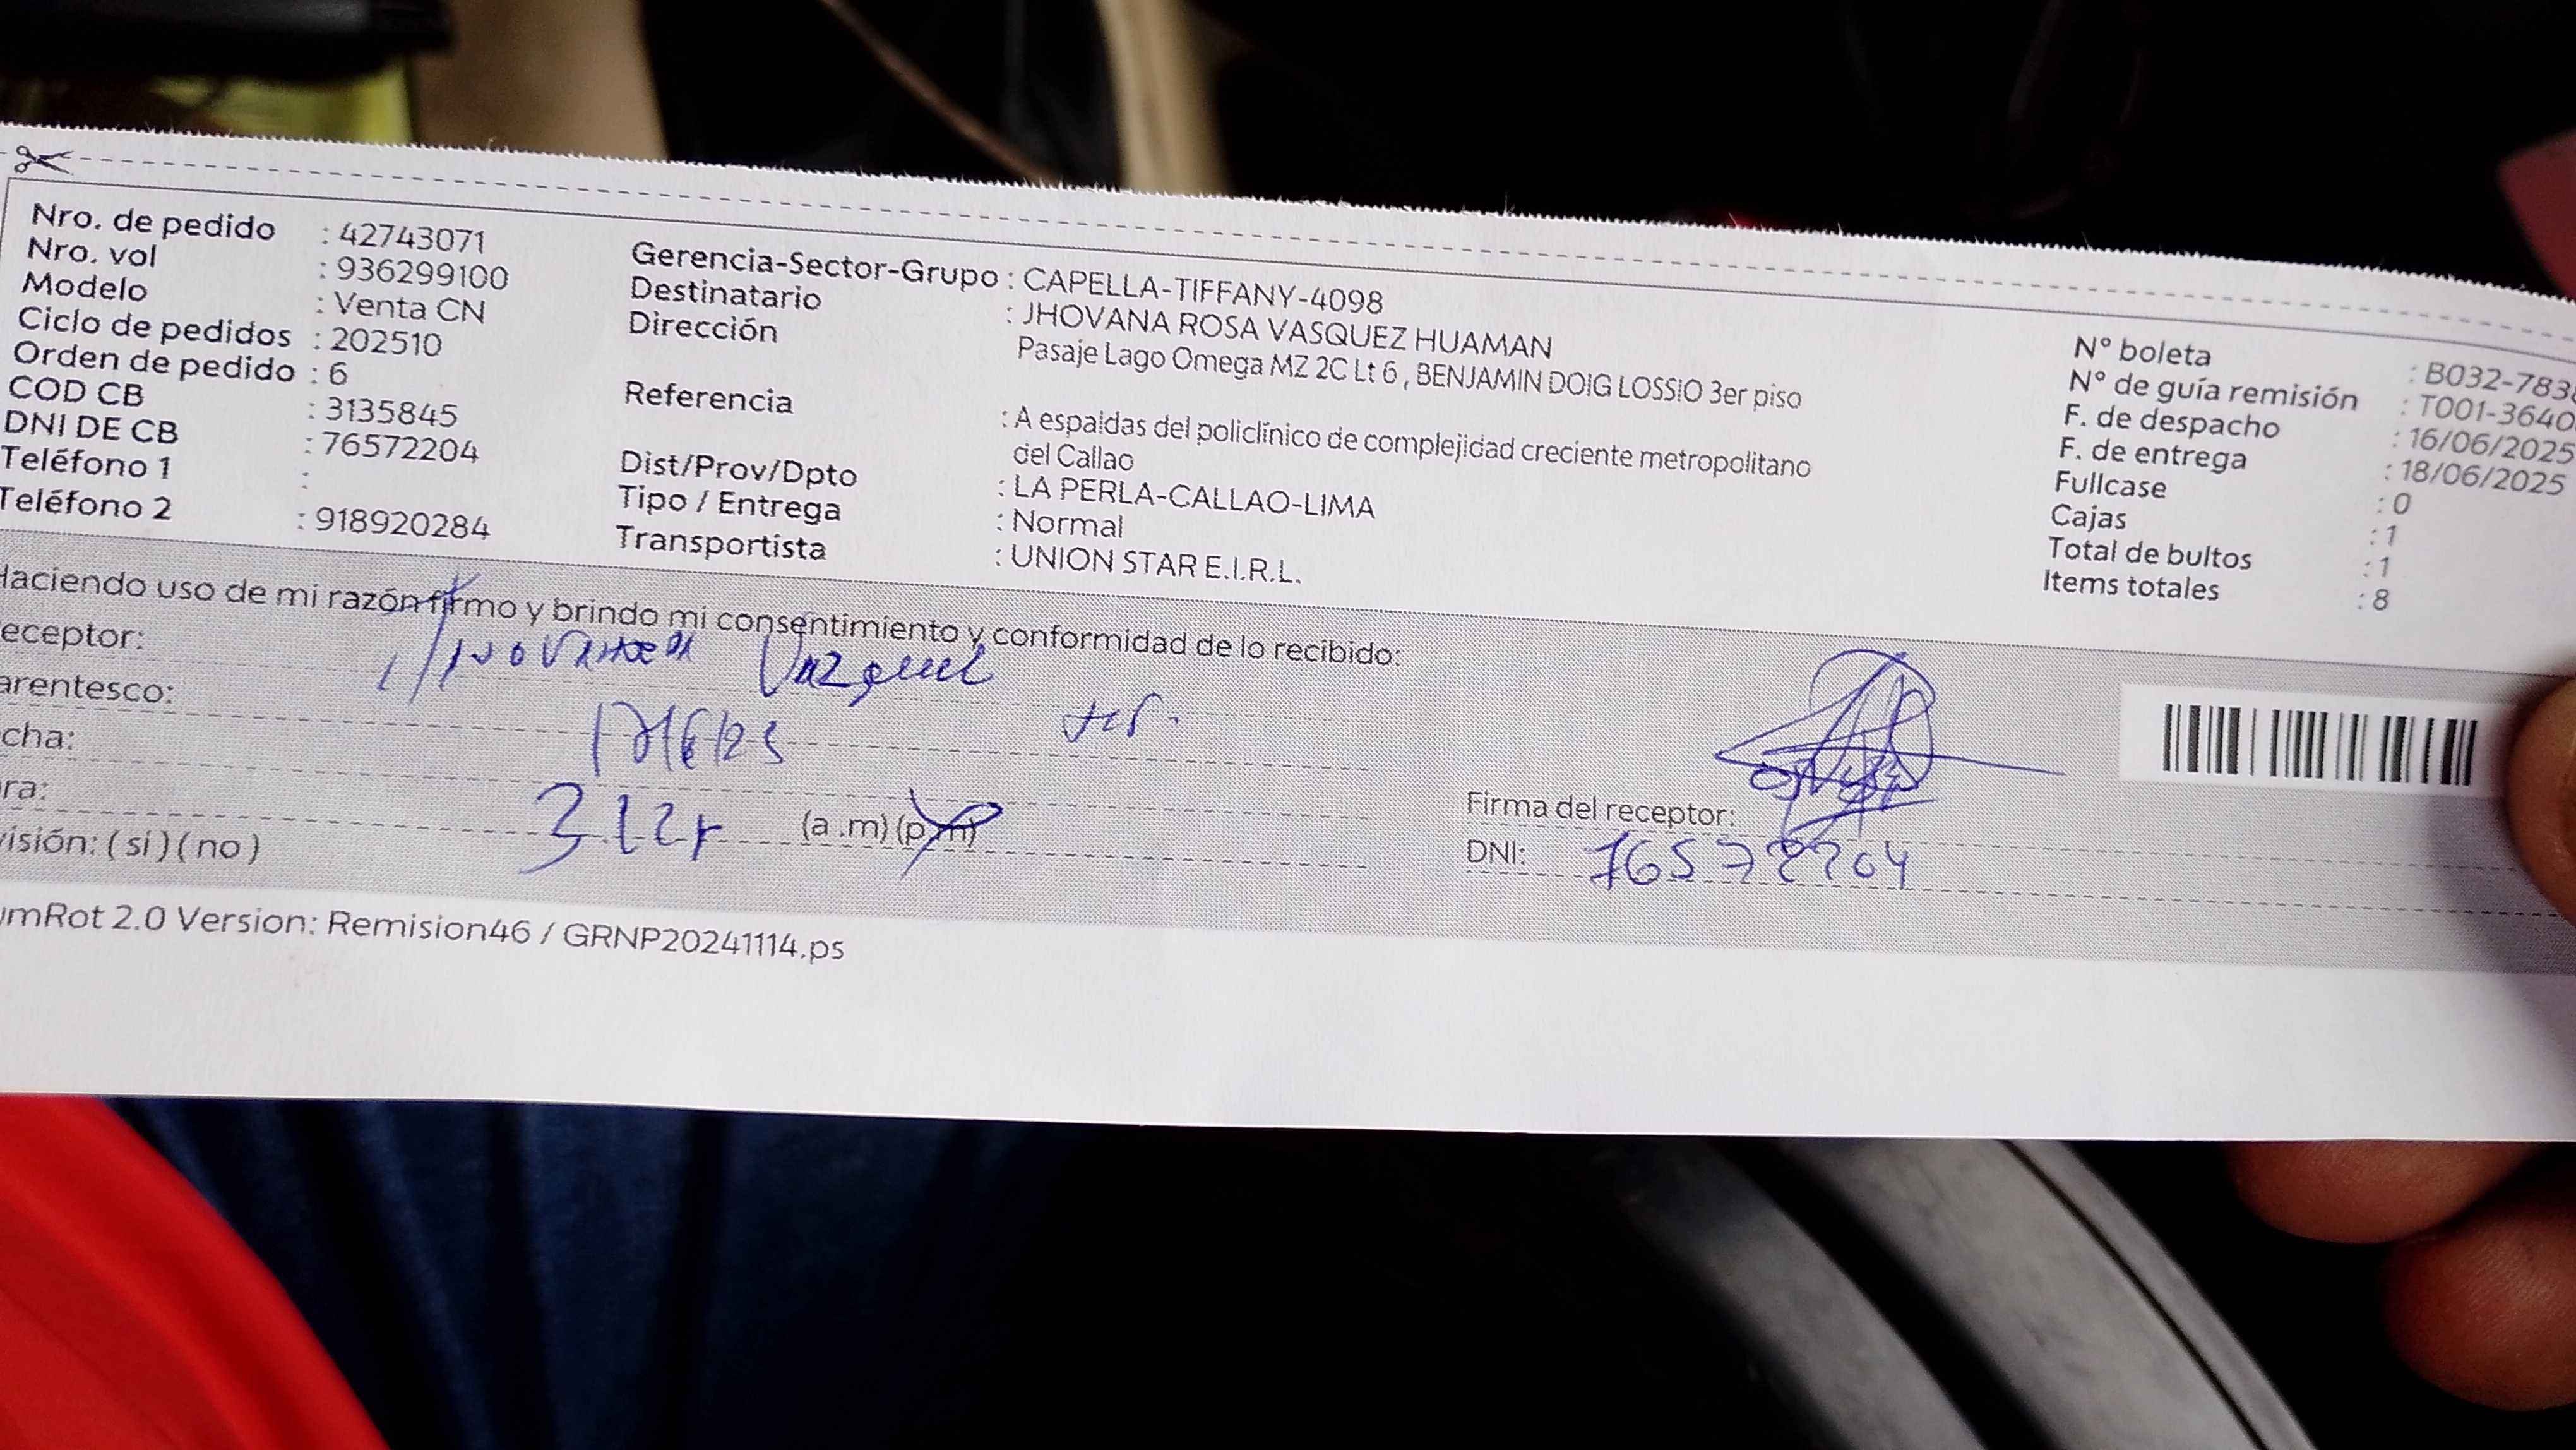 Nro. de pedido : 42743071
Nro. vol : 936299100
Modelo : Venta CN
Ciclo de pedidos : 202510
Orden de pedido : 6
COD CB : 3135845
DNI DE CB : 76572204
Teléfono 1 :
Teléfono 2 : 918920284
Gerencia-Sector-Grupo : CAPELLA-TIFFANY-4098
Destinatario : JHOVANA ROSA VASQUEZ HUAMAN
Dirección Pasaje Lago Omega MZ 2C Lt 6 , BENJAMIN DOIG LOSSIO 3er piso
Referencia : A espaldas del policlínico de complejidad creciente metropolitano
del Callao
Dist/Prov/Dpto : LA PERLA-CALLAO-LIMA
Tipo / Entrega : Normal
Transportista : UNION STAR E.I.R.L.
N° boleta : B032-783
N° de guía remisión : T001-3640
F. de despacho : 16/06/2025
F. de entrega : 18/06/2025
Fullcase : 0
Cajas : 1
Total de bultos : 1
Items totales : 8
Haciendo uso de mi razón firmo y brindo mi consentimiento y conformidad de lo recibido:
eceptor:
arentesco:
cha:
ra: (a .m) (p.m)
visión: ( si ) ( no )
Firma del receptor:
DNI: 76572204
umRot 2.0 Version: Remision46 / GRNP20241114.ps